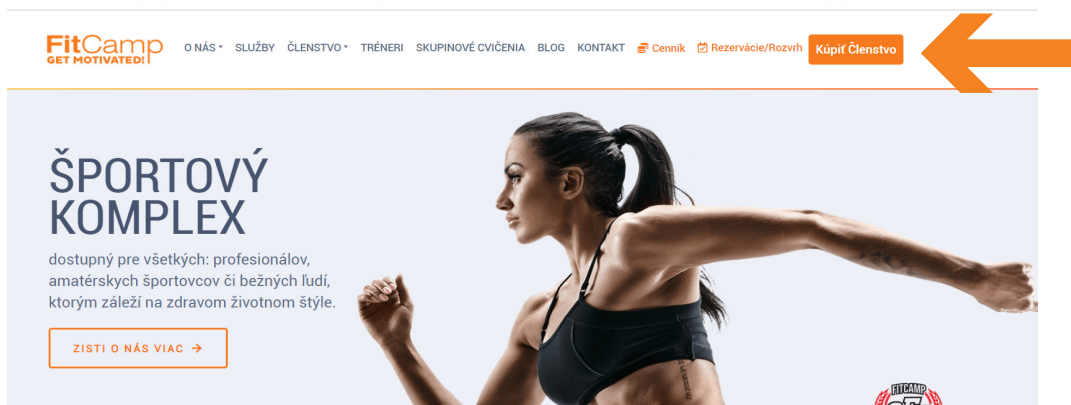 FitCamp
GET MOTIVATED!
O NÁS SLUŽBY ČLENSTVO TRÉNERI SKUPINOVÉ CVIČENIA BLOG KONTAKT Cenník Rezervácie/Rozvrh Kúpiť Členstvo
ŠPORTOVÝ
KOMPLEX
dostupný pre všetkých: profesionálov,
amatérskych športovcov či bežných ľudí,
ktorým záleží na zdravom životnom štýle.
ZISTI O NÁS VIAC →
FITCAMP